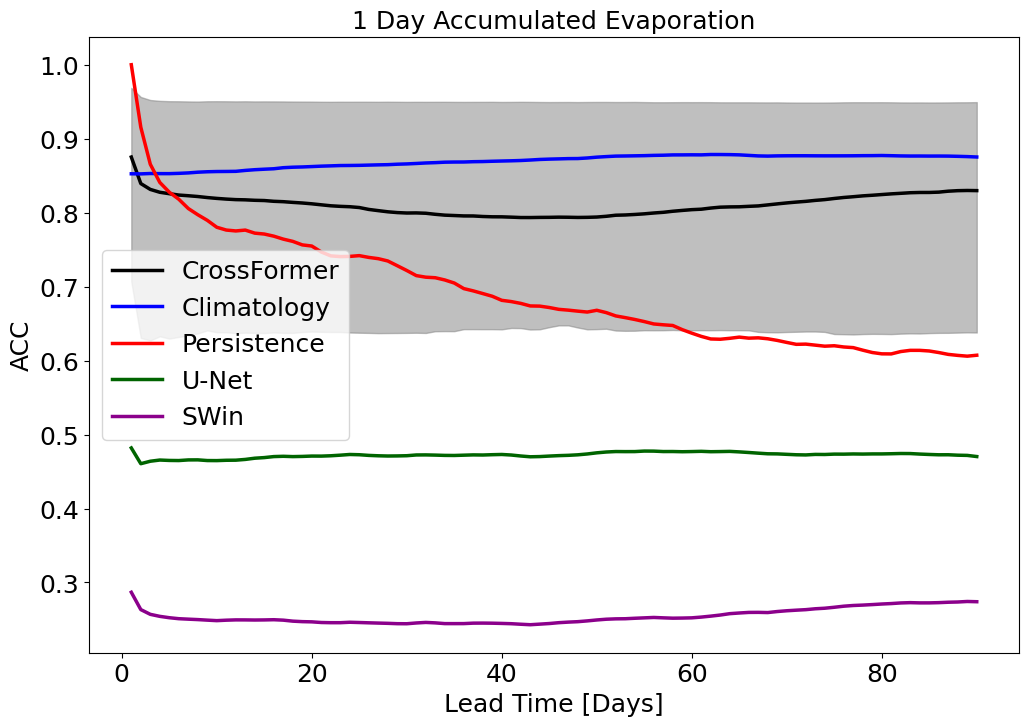 1 Day Accumulated Evaporation
1.0
0.9
0.8
0.7
0.6
0.5
0.4
0.3
ACC
CrossFormer
Climatology
Persistence
U-Net
SWin
0 20 40 60 80
Lead Time [Days]